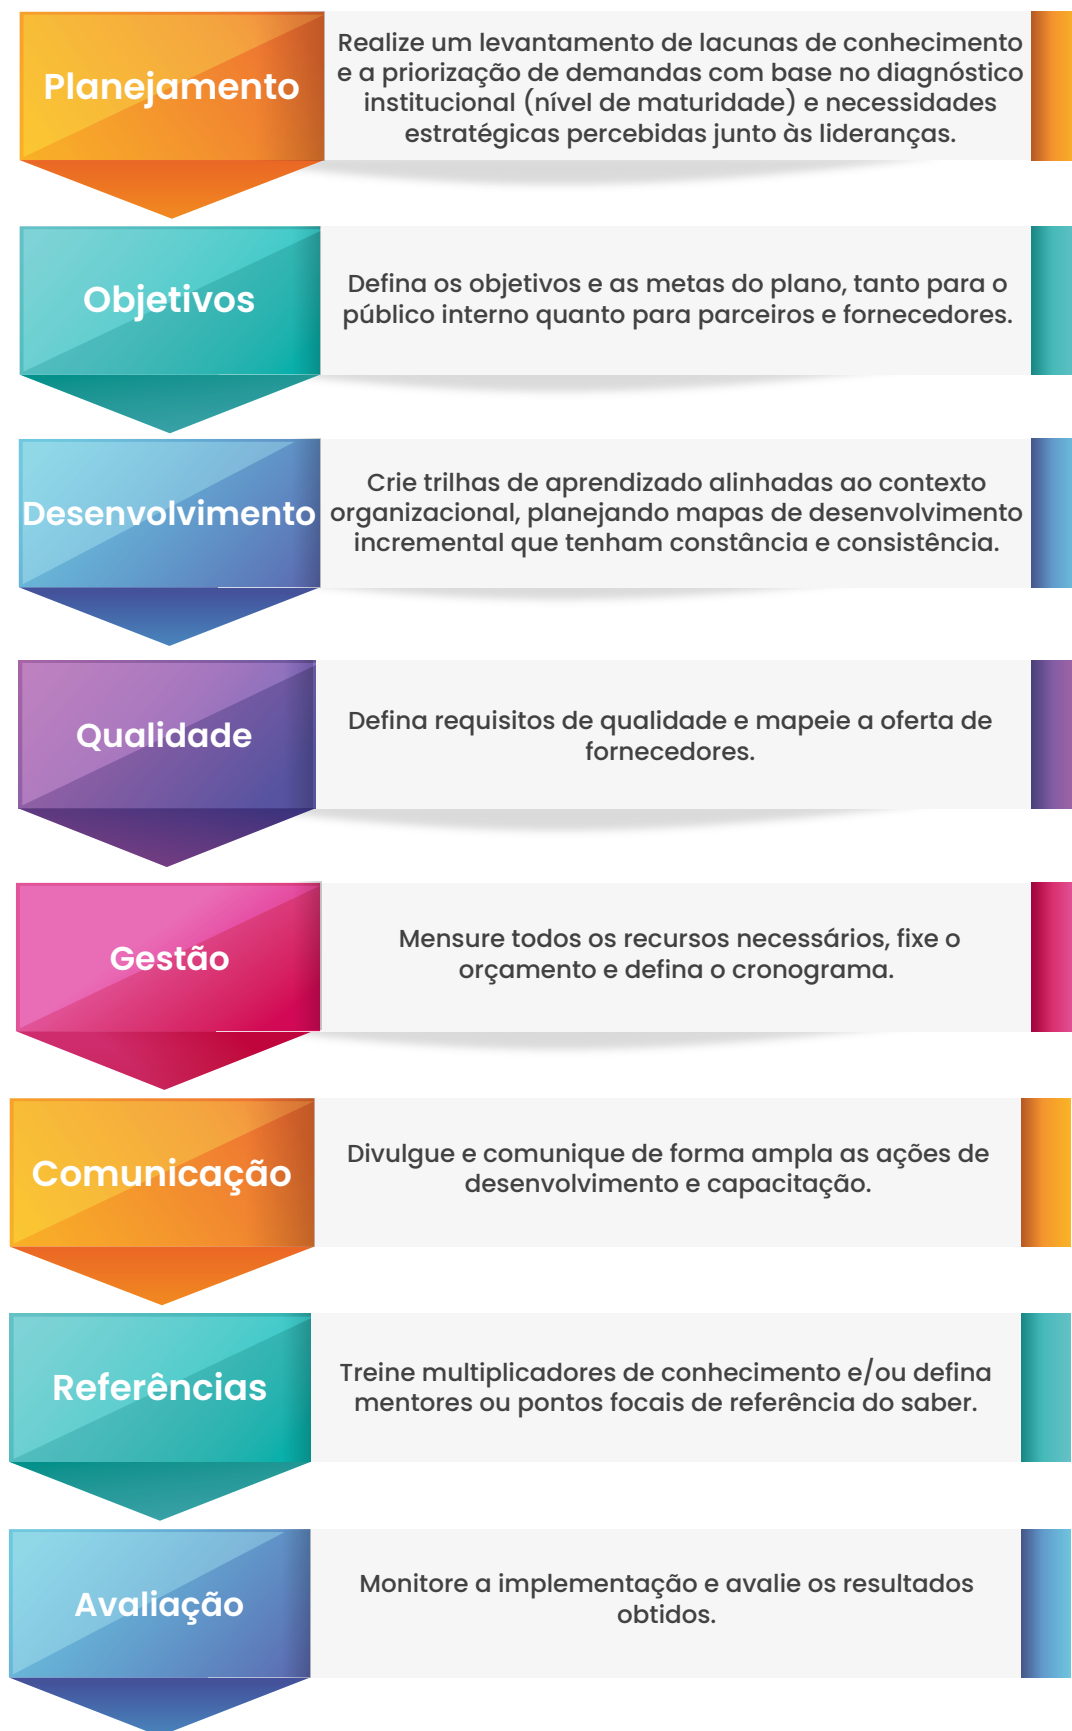 Planejamento
Realize um levantamento de lacunas de conhecimento
e a priorização de demandas com base no diagnóstico
institucional (nível de maturidade) e necessidades
estratégicas percebidas junto às lideranças.
Objetivos
Defina os objetivos e as metas do plano, tanto para o
público interno quanto para parceiros e fornecedores.
Desenvolvimento
Crie trilhas de aprendizado alinhadas ao contexto
organizacional, planejando mapas de desenvolvimento
incremental que tenham constância e consistência.
Qualidade
Defina requisitos de qualidade e mapeie a oferta de
fornecedores.
Gestão
Mensure todos os recursos necessários, fixe o
orçamento e defina o cronograma.
Comunicação
Divulgue e comunique de forma ampla as ações de
desenvolvimento e capacitação.
Referências
Treine multiplicadores de conhecimento e/ou defina
mentores ou pontos focais de referência do saber.
Avaliação
Monitore a implementação e avalie os resultados
obtidos.